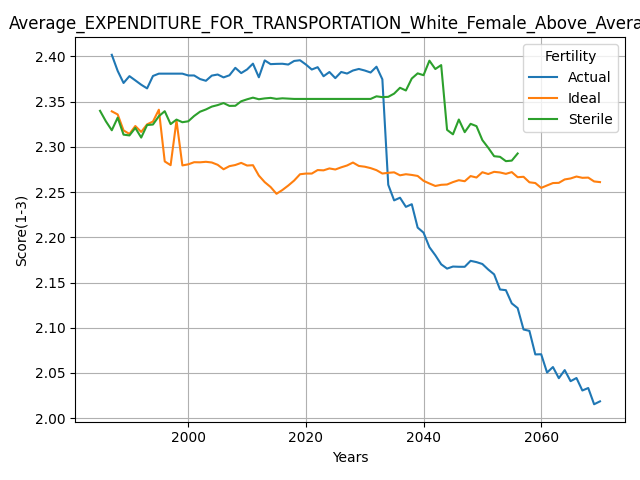 Average_EXPENDITURE_FOR_TRANSPORTATION_White_Female_Above_Avera
Fertility
Actual
Ideal
Sterile
Score(1-3)
2.40
2.35
2.30
2.25
2.20
2.15
2.10
2.05
2.00
2000 2020 2040 2060
Years